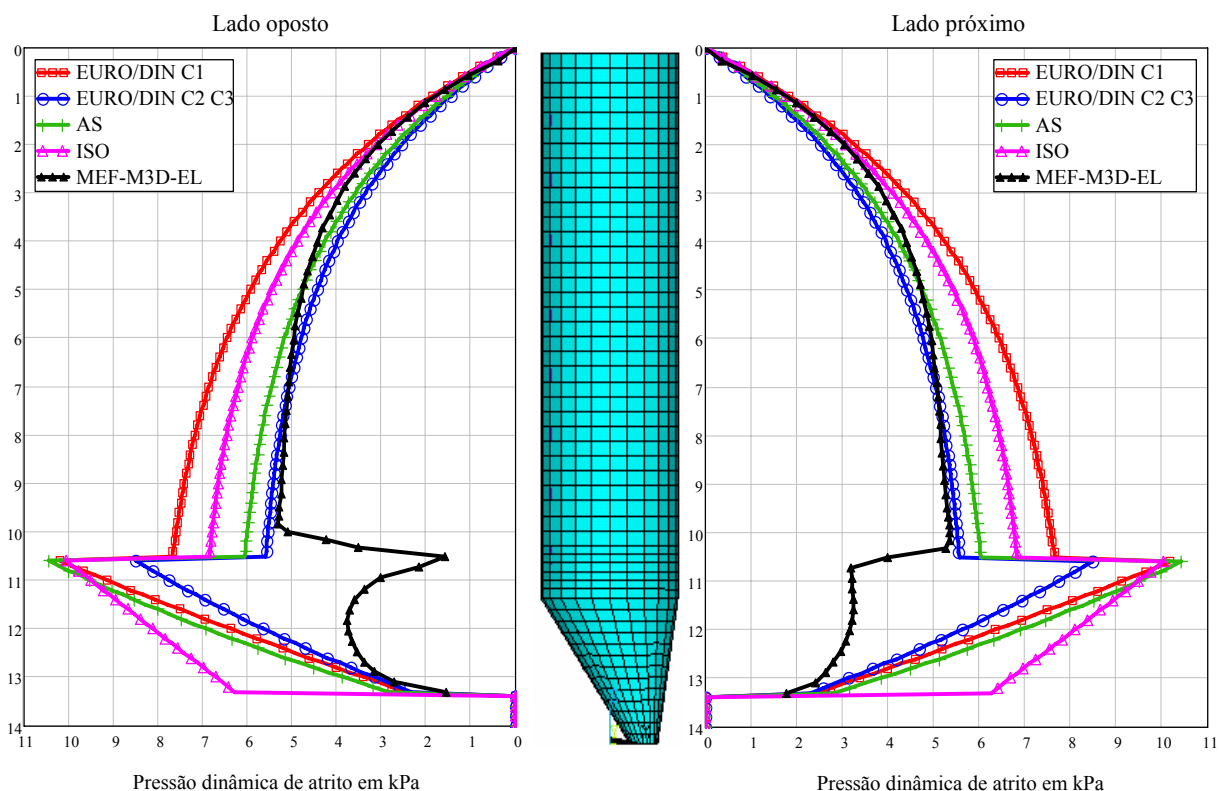 Lado oposto
0
1
2
3
4
5
6
7
8
9
10
11
12
13
14
11 10 9 8 7 6 5 4 3 2 1 0
EURO/DIN C1
EURO/DIN C2 C3
AS
ISO
MEF-M3D-EL
Pressão dinâmica de atrito em kPa
Lado próximo
0
1
2
3
4
5
6
7
8
9
10
11
12
13
14
0 1 2 3 4 5 6 7 8 9 10 11
EURO/DIN C1
EURO/DIN C2 C3
AS
ISO
MEF-M3D-EL
Pressão dinâmica de atrito em kPa